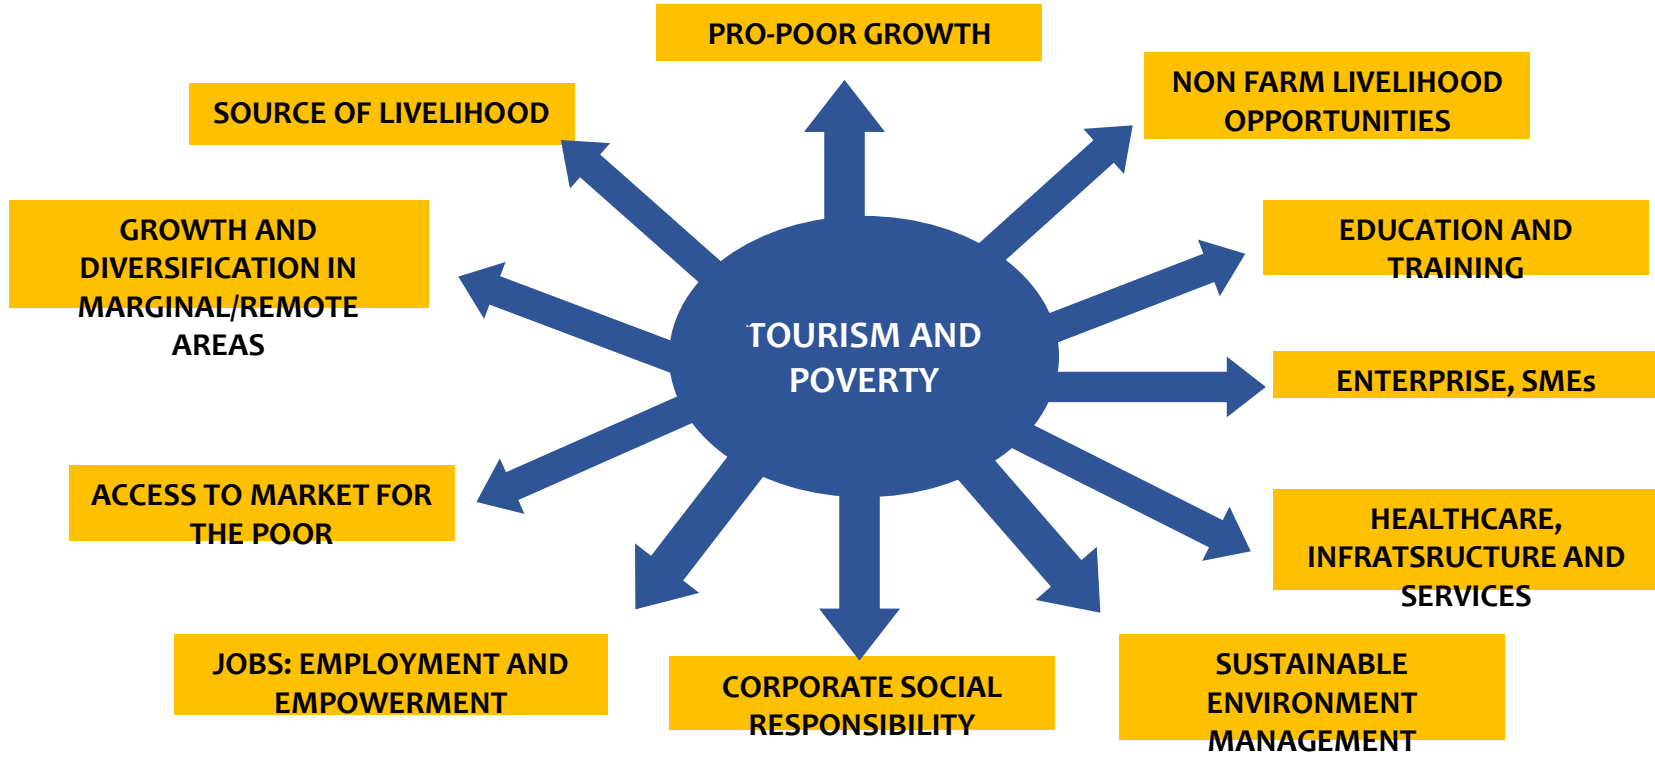 PRO-POOR GROWTH
SOURCE OF LIVELIHOOD
NON FARM LIVELIHOOD
OPPORTUNITIES
GROWTH AND
DIVERSIFICATION IN
MARGINAL/REMOTE
AREAS
EDUCATION AND
TRAINING
TOURISM AND
POVERTY
ENTERPRISE, SMEs
ACCESS TO MARKET FOR
THE POOR
HEALTHCARE,
INFRATSRUCTURE AND
SERVICES
JOBS: EMPLOYMENT AND
EMPOWERMENT
CORPORATE SOCIAL
RESPONSIBILITY
SUSTAINABLE
ENVIRONMENT
MANAGEMENT